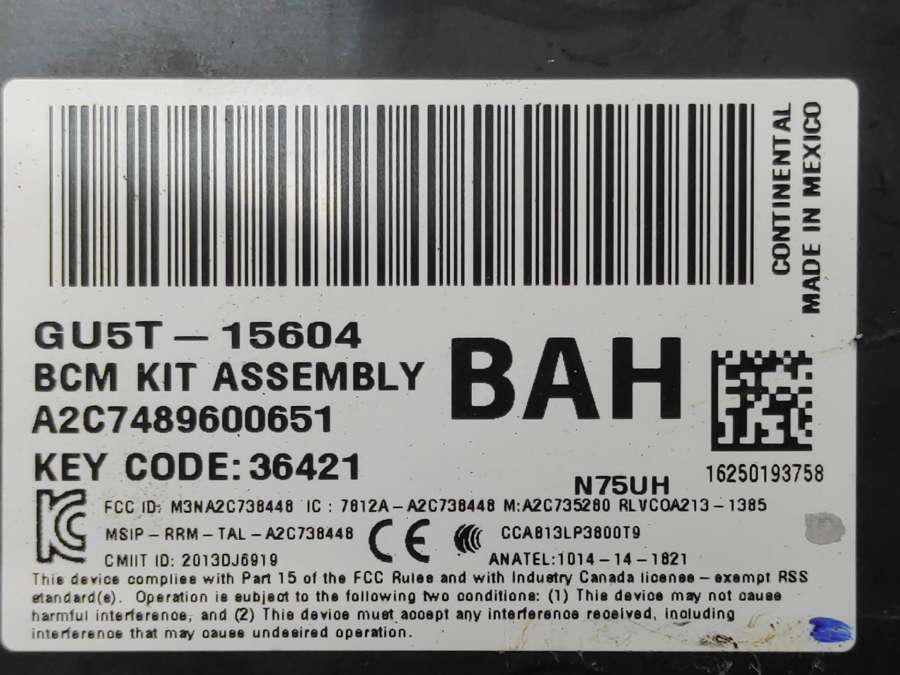 CONTINENTAL
MADE IN MEXICO
GU5T-15604
BCM KIT ASSEMBLY
BAH
A2C7489600651
KEY CODE:36421
16250193758
N75UH
FCC ID: M3NA2C738448 IC : 7812A-A2C738448 M:A2C735280 RLVCOA213-1385
MSIP-RRM-TAL-A2C738448 CE CCAB13LP3800T9
CMIIT ID: 2013DJ6919 ANATEL:1014-14-1821
This device complies with Part 15 of the FCC Rules and with Industry Canada license-exempt RSS
standard(s). Operation is subject to the following two conditions: (1) This device may not cause
harmful interference, and (2) This device must accept any interference received, including
interference that may cause undesired operation.